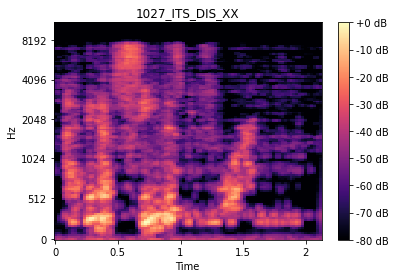 1027_ITS_DIS_XX
+0 dB
8192
-10 dB
4096
-20 dB
-30 dB
2048
Hz
-40 dB
1024
-50 dB
512
-60 dB
-70 dB
0
-80 dB
0 0.5 1 1.5 2
Time